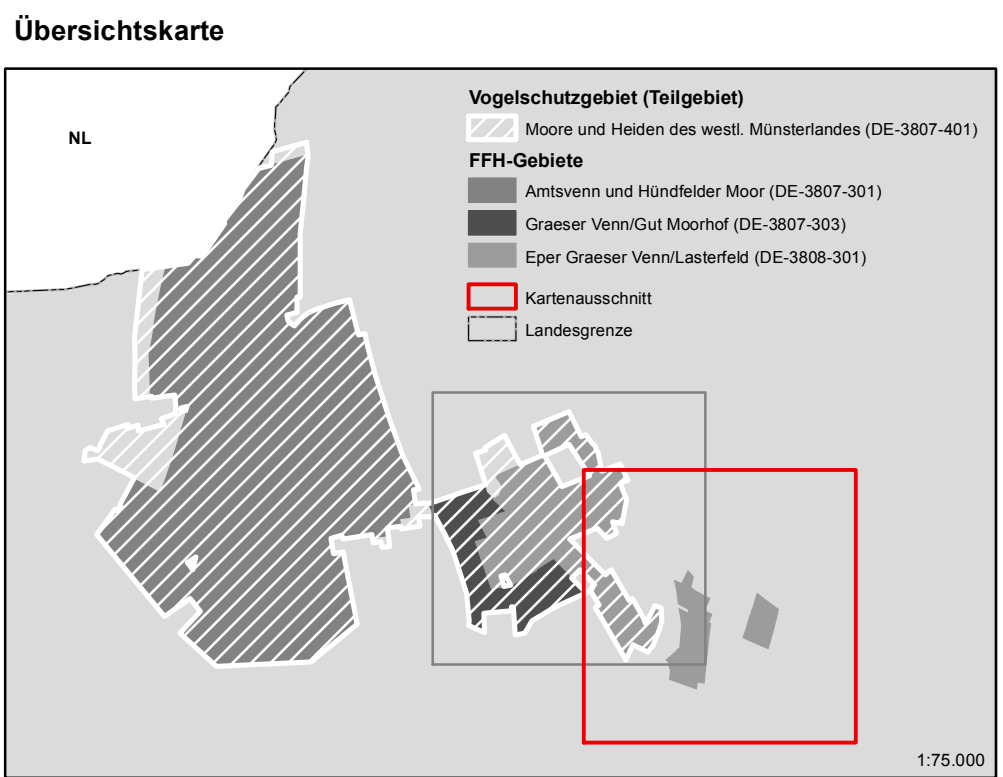 Übersichtskarte
NL
Vogelschutzgebiet (Teilgebiet)
Moore und Heiden des westl. Münsterlandes (DE-3807-401)
FFH-Gebiete
Amtsvenn und Hündfelder Moor (DE-3807-301)
Graeser Venn/Gut Moorhof (DE-3807-303)
Eper Graeser Venn/Lasterfeld (DE-3808-301)
Kartenausschnitt
Landesgrenze
1:75.000